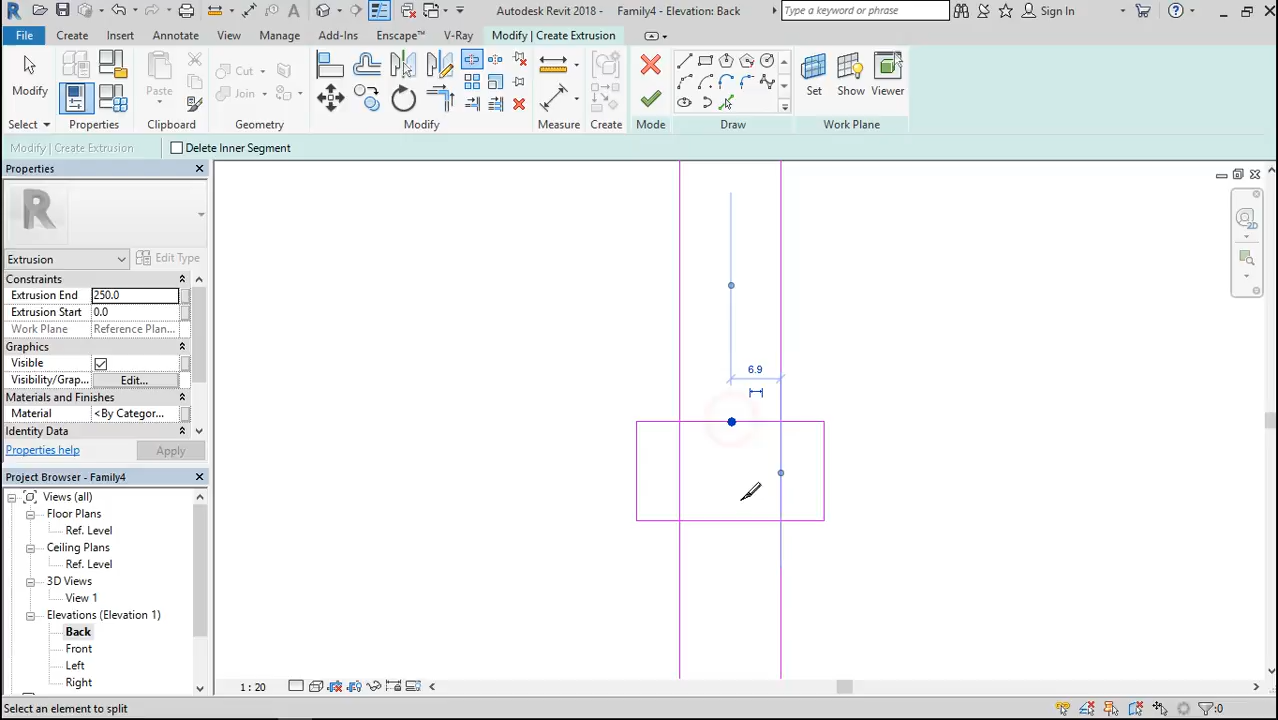 Autodesk Revit 2018 -
Family4 - Elevation: Back
Type a keyword or phrase
Sign In
File
Create
Insert
Annotate
View
Manage
Add-Ins
Enscape™
V-Ray
Modify | Create Extrusion
Modify
Paste
Cut
Join
Set
Show
Viewer
Select
Properties
Clipboard
Geometry
Modify
Measure
Create
Mode
Draw
Work Plane
Modify | Create Extrusion
Delete Inner Segment
Properties
Extrusion
Edit Type
Constraints
Extrusion End 250.0
Extrusion Start 0.0
Work Plane Reference Plan...
Graphics
Visible
Visibility/Grap... Edit...
Materials and Finishes
Material <By Categor...
Identity Data
Properties help
Apply
Project Browser - Family4
Views (all)
Floor Plans
Ref. Level
Ceiling Plans
Ref. Level
3D Views
View 1
Elevations (Elevation 1)
Back
Front
Left
Right
6.9
2D
1 : 20
Select an element to split
:0